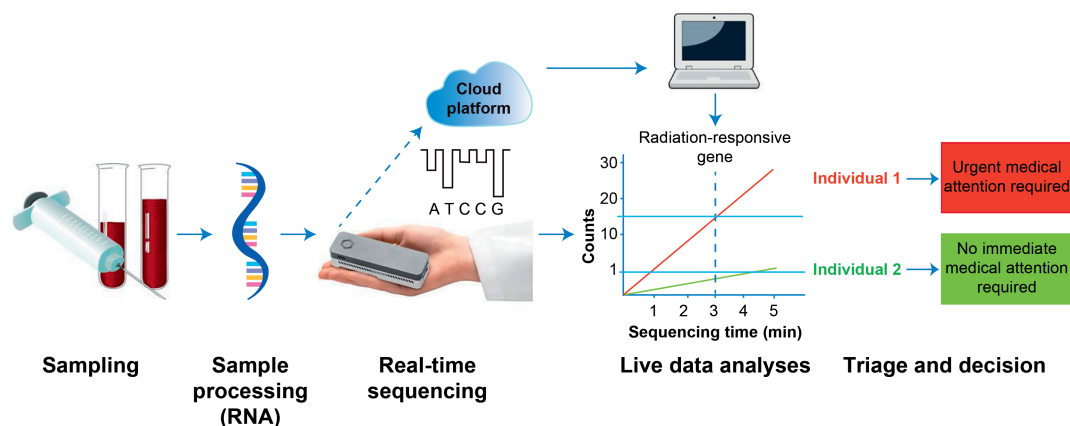 Cloud
platform
A T C C G
Radiation-responsive
gene
30
20
10
1
Counts
1 2 3 4 5
Sequencing time (min)
Individual 1
Urgent medical
attention required
Individual 2
No immediate
medical attention
required
Sampling
Sample
processing
(RNA)
Real-time
sequencing
Live data analyses
Triage and decision